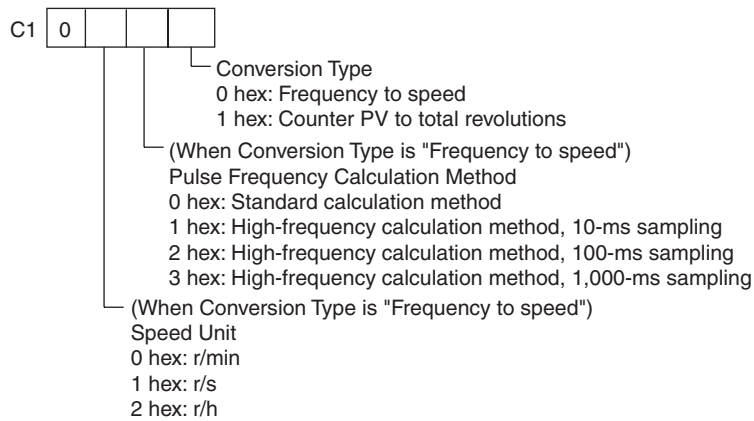 C1 0
Conversion Type
0 hex: Frequency to speed
1 hex: Counter PV to total revolutions
(When Conversion Type is "Frequency to speed")
Pulse Frequency Calculation Method
0 hex: Standard calculation method
1 hex: High-frequency calculation method, 10-ms sampling
2 hex: High-frequency calculation method, 100-ms sampling
3 hex: High-frequency calculation method, 1,000-ms sampling
(When Conversion Type is "Frequency to speed")
Speed Unit
0 hex: r/min
1 hex: r/s
2 hex: r/h